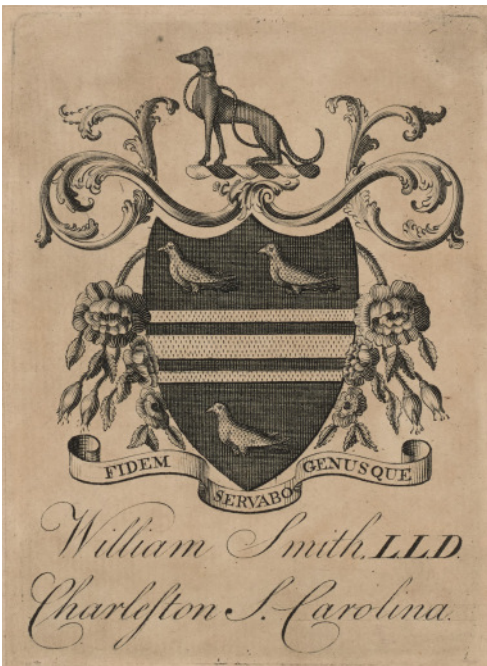 FIDEM SERVABO GENUSQUE
William Smith, LLD.
Charleſton S. Carolina.